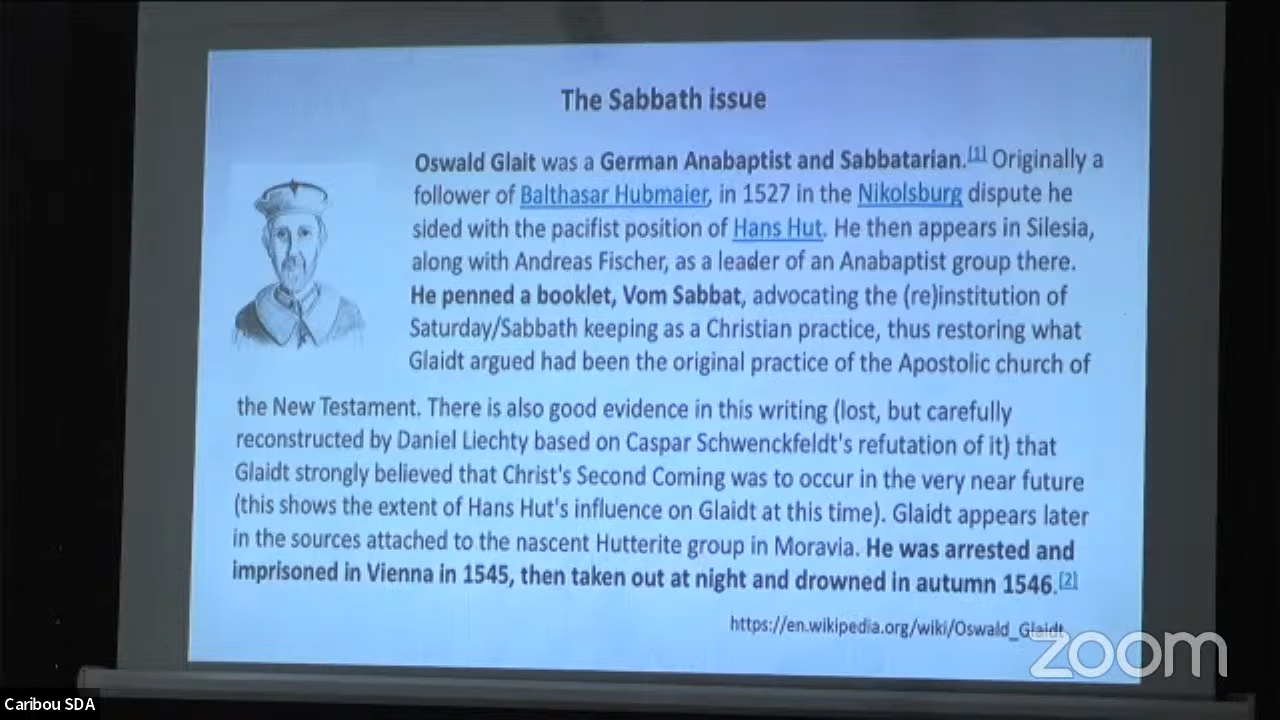 The Sabbath issue
Oswald Glait was a German Anabaptist and Sabbatarian.[1] Originally a
follower of Balthasar Hubmaier, in 1527 in the Nikolsburg dispute he
sided with the pacifist position of Hans Hut. He then appears in Silesia,
along with Andreas Fischer, as a leader of an Anabaptist group there.
He penned a booklet, Vom Sabbat, advocating the (re)institution of
Saturday/Sabbath keeping as a Christian practice, thus restoring what
Glaidt argued had been the original practice of the Apostolic church of
the New Testament. There is also good evidence in this writing (lost, but carefully
reconstructed by Daniel Liechty based on Caspar Schwenckfeldt's refutation of it) that
Glaidt strongly believed that Christ's Second Coming was to occur in the very near future
(this shows the extent of Hans Hut's influence on Glaidt at this time). Glaidt appears later
in the sources attached to the nascent Hutterite group in Moravia. He was arrested and
imprisoned in Vienna in 1545, then taken out at night and drowned in autumn 1546.[2]
https://en.wikipedia.org/wiki/Oswald_Glaidt
zoom
Caribou SDA